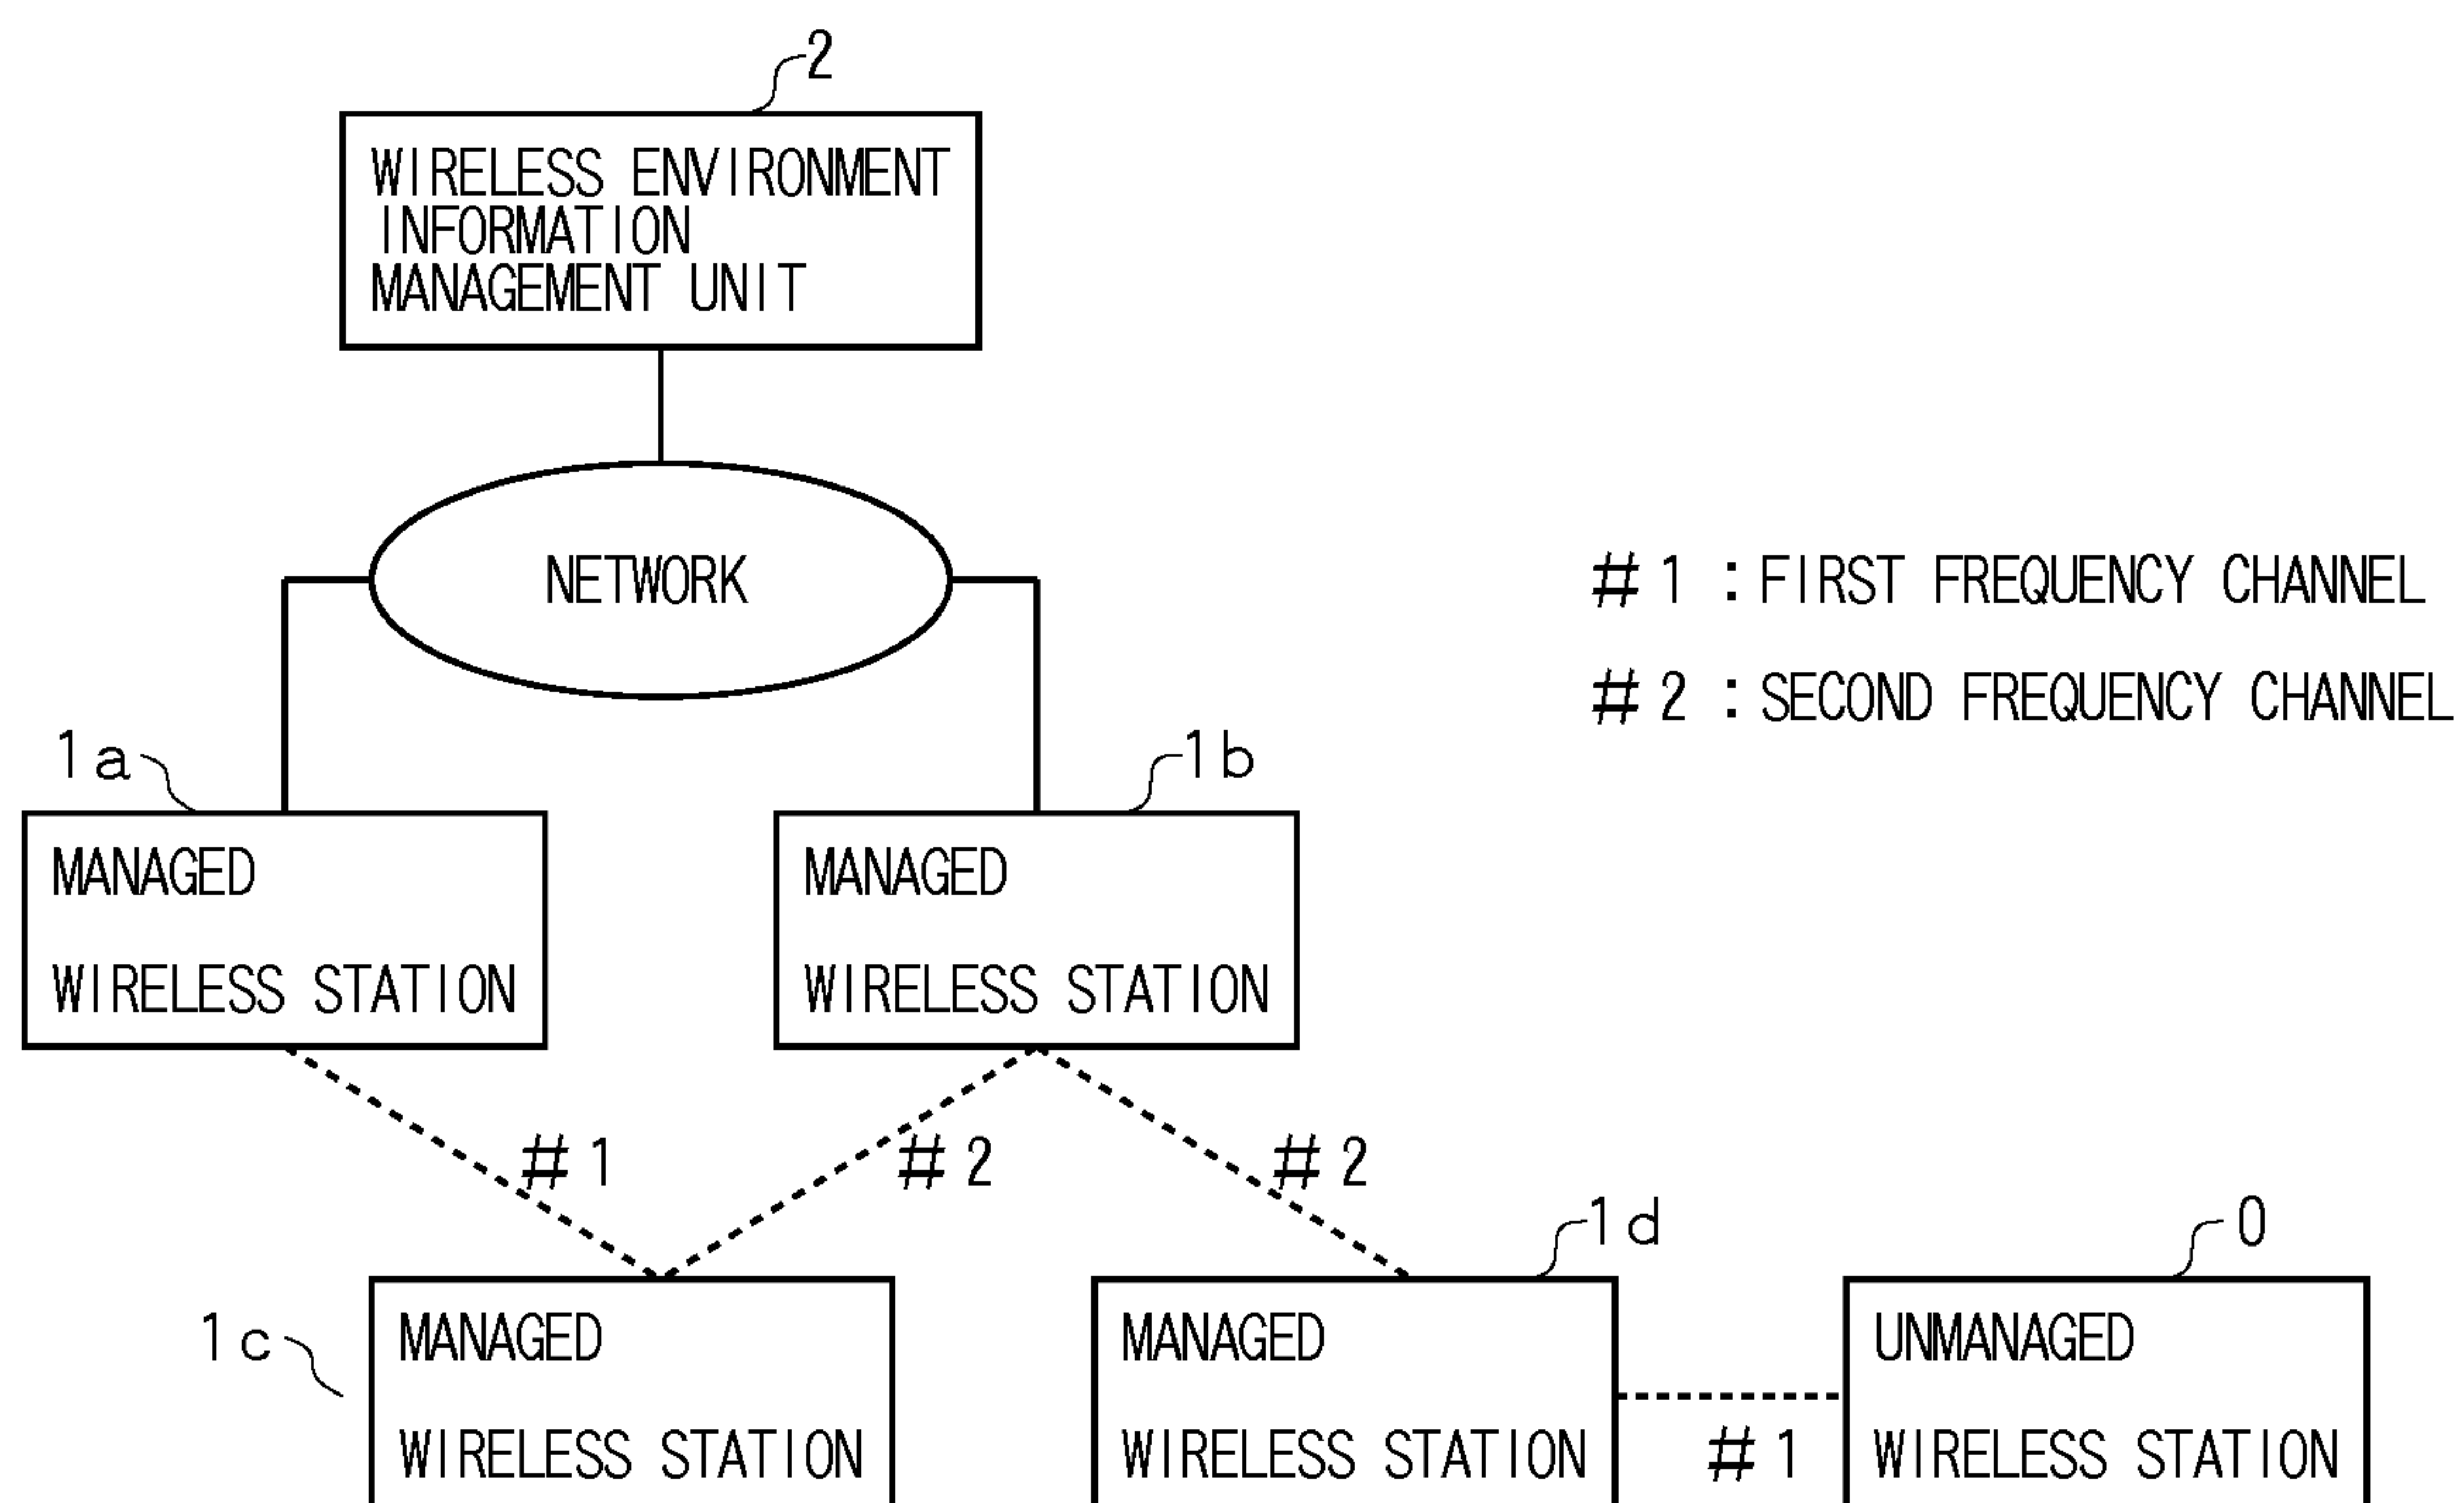 2
WIRELESS ENVIRONMENT
INFORMATION
MANAGEMENT UNIT
NETWORK
#1 : FIRST FREQUENCY CHANNEL
#2 : SECOND FREQUENCY CHANNEL
1a
1b
MANAGED
WIRELESS STATION
MANAGED
WIRELESS STATION
#1
#2
#2
1c
1d
0
MANAGED
WIRELESS STATION
MANAGED
WIRELESS STATION
#1
UNMANAGED
WIRELESS STATION